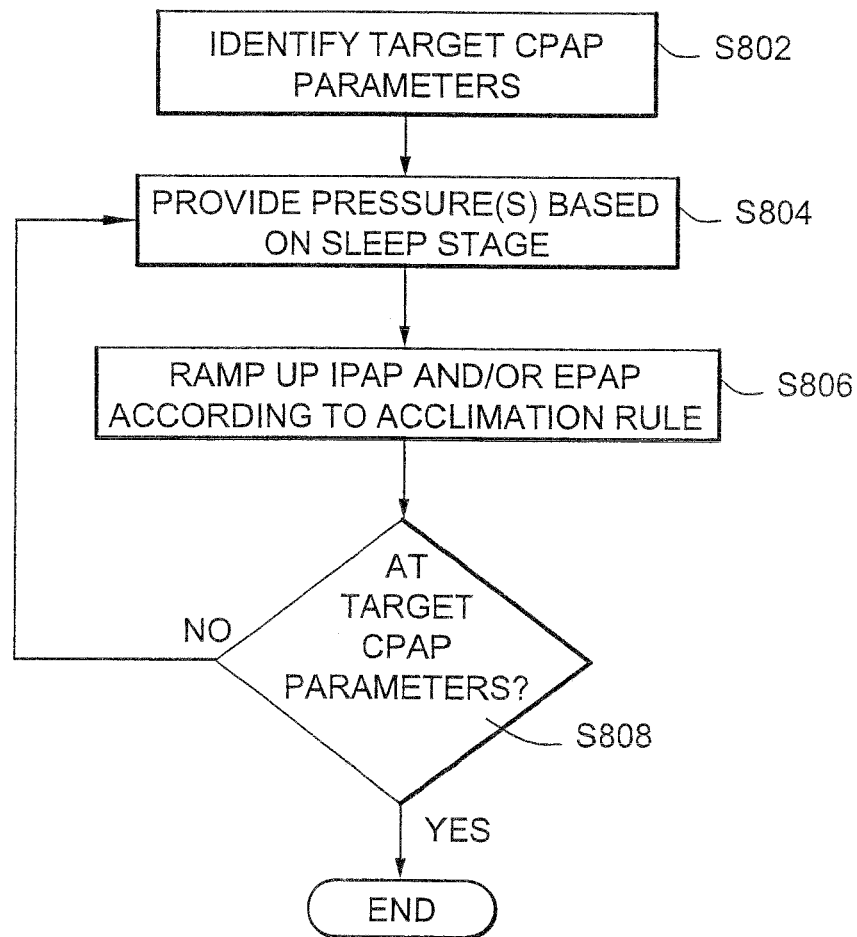 IDENTIFY TARGET CPAP
PARAMETERS
S802
PROVIDE PRESSURE(S) BASED
ON SLEEP STAGE
S804
RAMP UP IPAP AND/OR EPAP
ACCORDING TO ACCLIMATION RULE
S806
AT
TARGET
CPAP
PARAMETERS?
NO
S808
YES
END